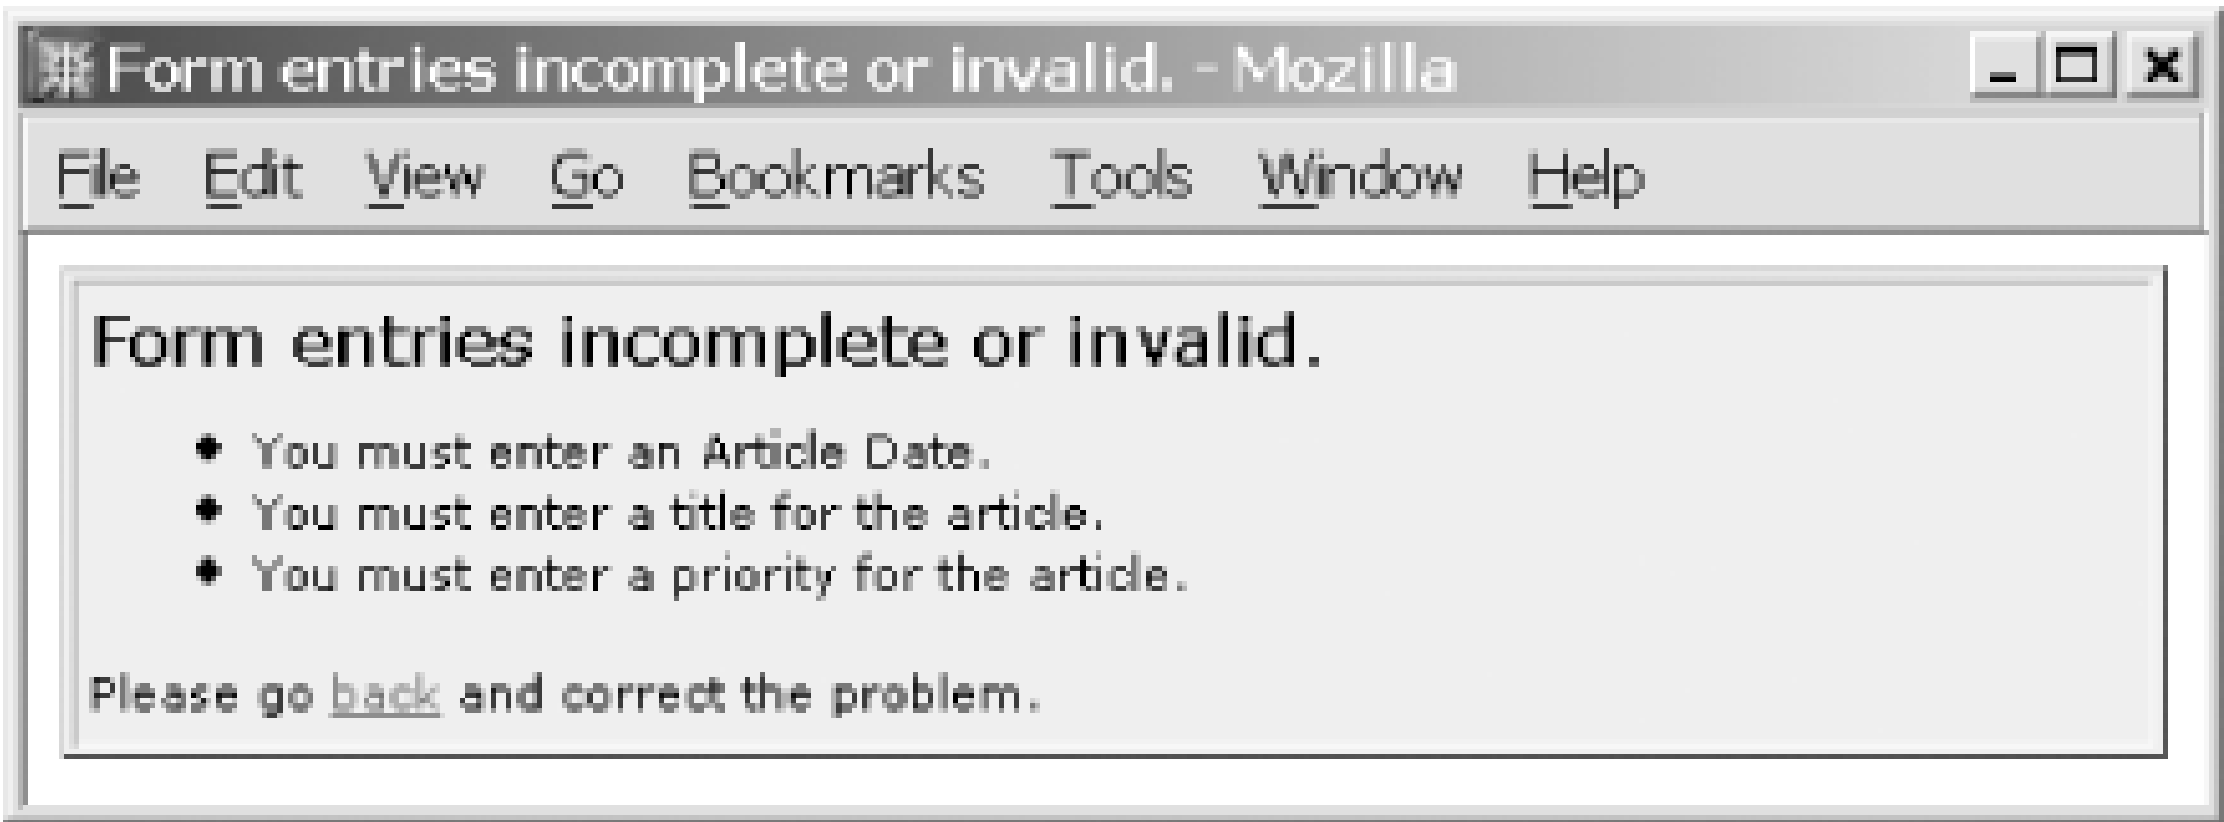 Form entries incomplete or invalid. - Mozilla
File Edit View Go Bookmarks Tools Window Help
Form entries incomplete or invalid.
You must enter an Article Date.
You must enter a title for the article.
You must enter a priority for the article.
Please go back and correct the problem.